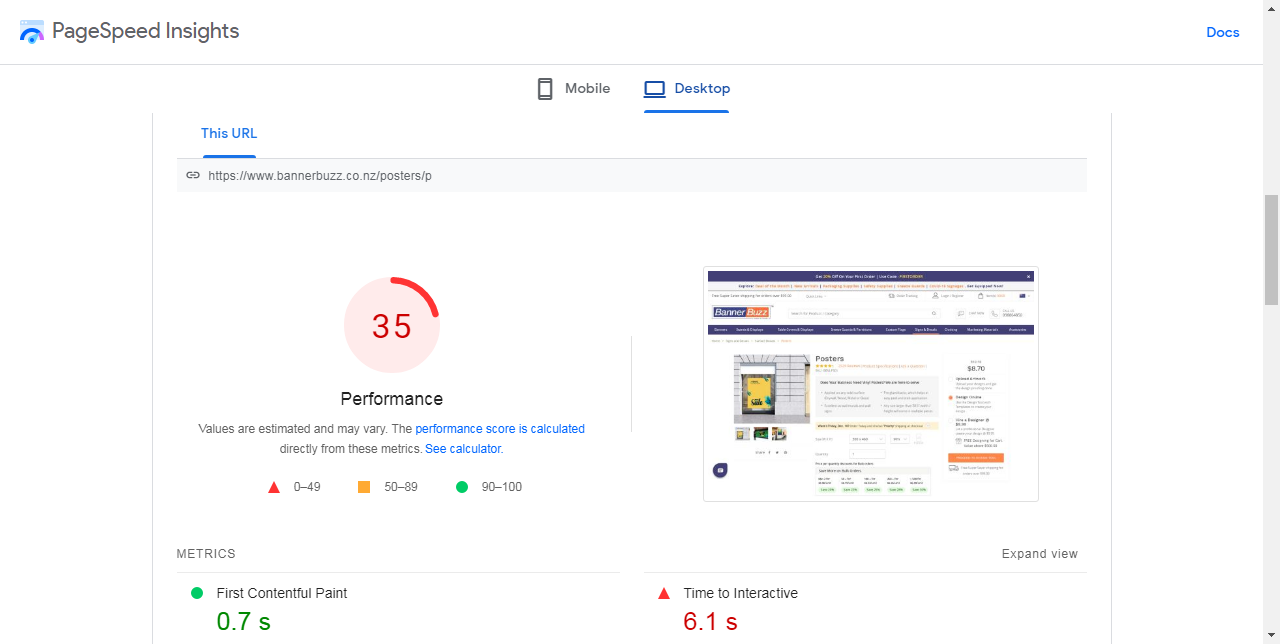 PageSpeed Insights
Docs
Mobile
Desktop
This URL
https://www.bannerbuzz.co.nz/posters/p
35
Performance
Values are estimated and may vary. The performance score is calculated
directly from these metrics. See calculator.
0–49
50–89
90–100
Banner Buzz
Posters
$8.70
METRICS
Expand view
First Contentful Paint
0.7 s
Time to Interactive
6.1 s